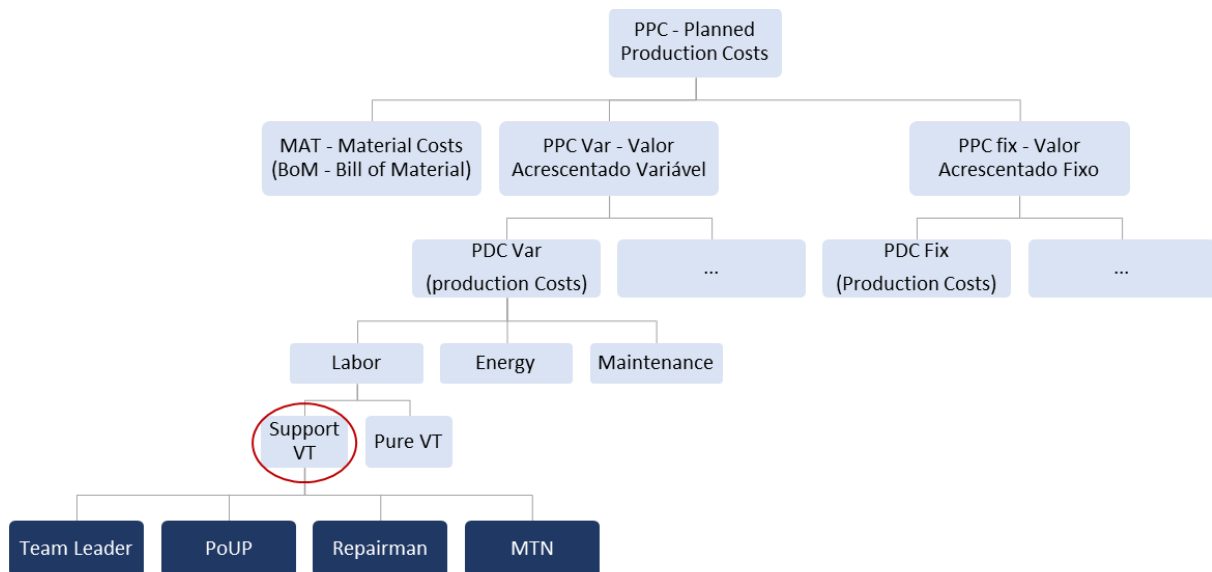 PPC - Planned
Production Costs
MAT - Material Costs
(BoM - Bill of Material)
PPC Var - Valor
Acrescentado Variável
PPC fix - Valor
Acrescentado Fixo
PDC Var
(production Costs)
...
PDC Fix
(Production Costs)
...
Labor
Energy
Maintenance
Support
VT
Pure VT
Team Leader
PoUP
Repairman
MTN